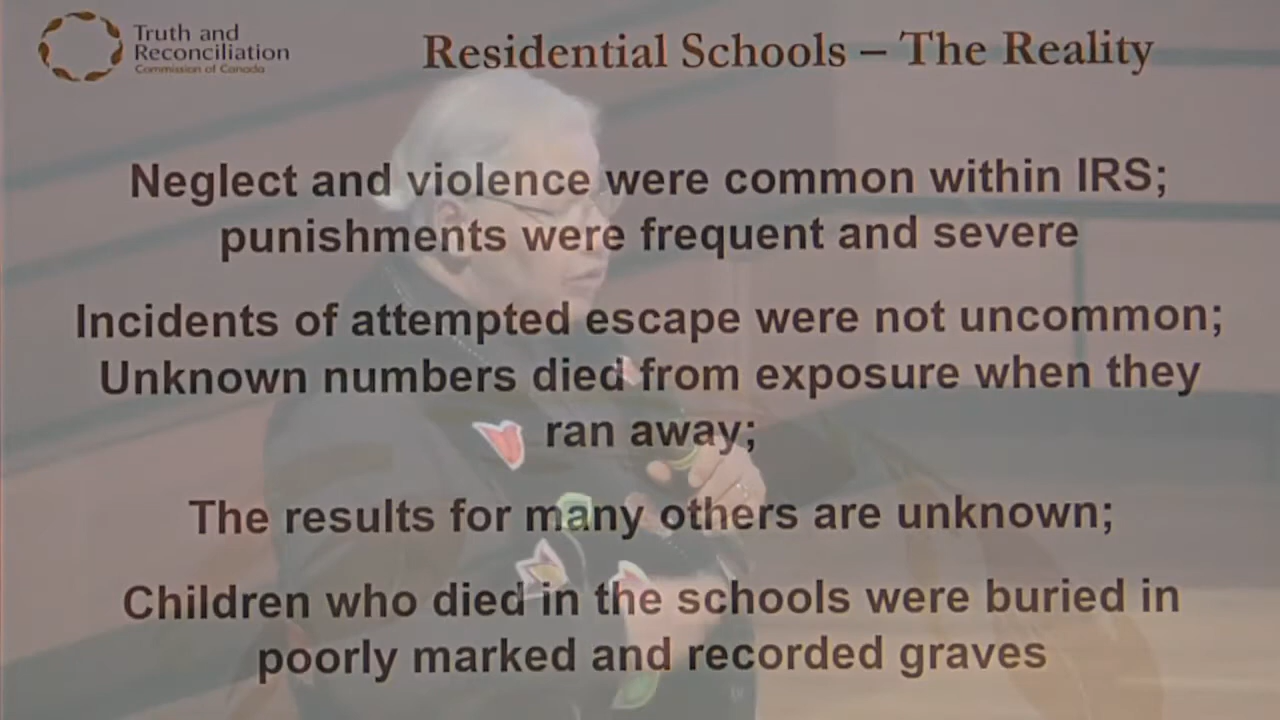 Truth and
Reconciliation
Commission of Canada
Residential Schools – The Reality
Neglect and violence were common within IRS;
punishments were frequent and severe
Incidents of attempted escape were not uncommon;
Unknown numbers died from exposure when they
ran away;
The results for many others are unknown;
Children who died in the schools were buried in
poorly marked and recorded graves